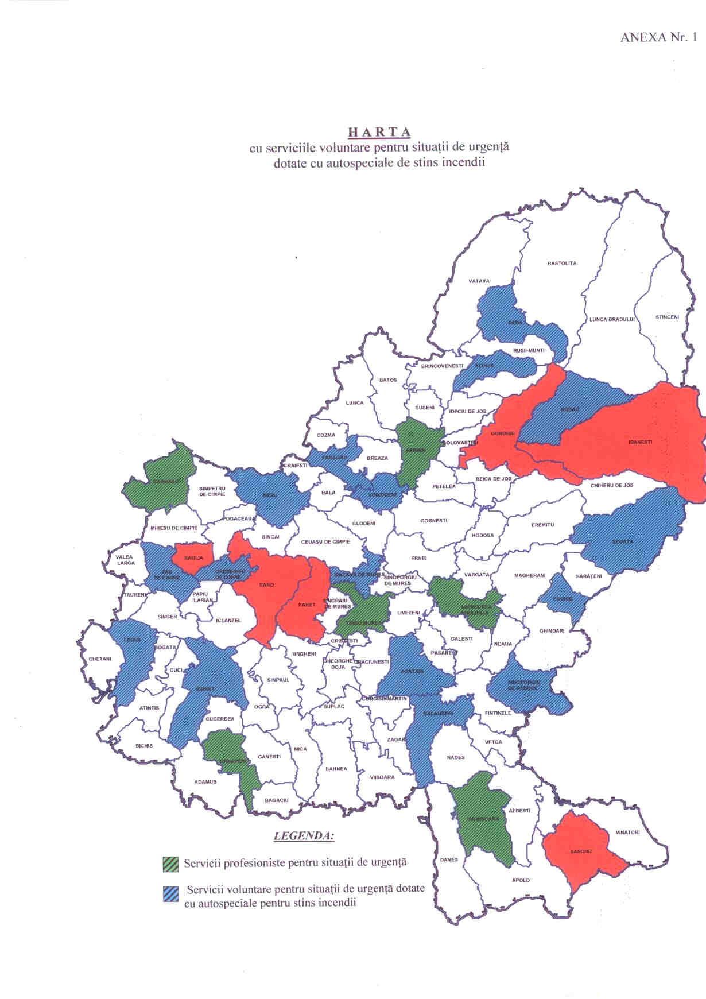 ANEXA Nr. 1
HARTA
cu serviciile voluntare pentru situații de urgență
dotate cu autospeciale de stins incendii
RASTOLITA
VATAVA
LUNCA BRADULUI
STINCENI
DEDA
RUSII-MUNTI
BRINCOVENESTI
ALUNIS
BATOS
LUNCA
SUSENI
IDECIU DE JOS
HODAC
GURGHIU
COZMA
SOLOVASTRU
IBANESTI
REGHIN
FARAGAU
BREAZA
CRAIESTI
SARMASU
BEICA DE JOS
SIMPETRU
DE CIMPIE
PETELEA
CHIHERU DE JOS
BALA
RICIU
VOIVODENI
POGACEAUA
GORNESTI
GLODENI
EREMITU
MIHESU DE CIMPIE
SINCAI
HODOSA
CEUASU DE CIMPIE
SOVATA
VALEA
LARGA
SAULIA
ERNEI
ZAU
DE CIMPIE
GREBENISU
DE CIMPIE
SINTANA DE MURES
SINGEORGIU
DE MURES
VARGATA
MAGHERANI
SĂRĂȚENI
BAND
TAURENI
PAPIU
ILARIAN
SINCRAIU
DE MURES
PANET
CHIBED
MIERCUREA
NIRAJULUI
LIVEZENI
SINGER
ICLANZEL
TIRGU MURES
GHINDARI
LUDUS
CRISTESTI
GALESTI
NEAUA
BOGATA
UNGHENI
PASARENI
CHETANI
GHEORGHE
DOJA
CRACIUNESTI
CUCI
ACATARI
SINPAUL
SINGEORGIU
DE PADURE
IERNUT
COROISINMARTIN
ATINTIS
OGRA
SUPLAC
BALAUSERI
FINTINELE
CUCERDEA
ZAGAR
VETCA
BICHIS
MICA
GANESTI
NADES
TIRNAVENI
BAHNEA
VIISOARA
ADAMUS
BAGACIU
ALBESTI
SIGHISOARA
VINATORI
SASCHIZ
DANES
APOLD
LEGENDA:
Servicii profesioniste pentru situații de urgență
Servicii voluntare pentru situații de urgență dotate
cu autospeciale pentru stins incendii